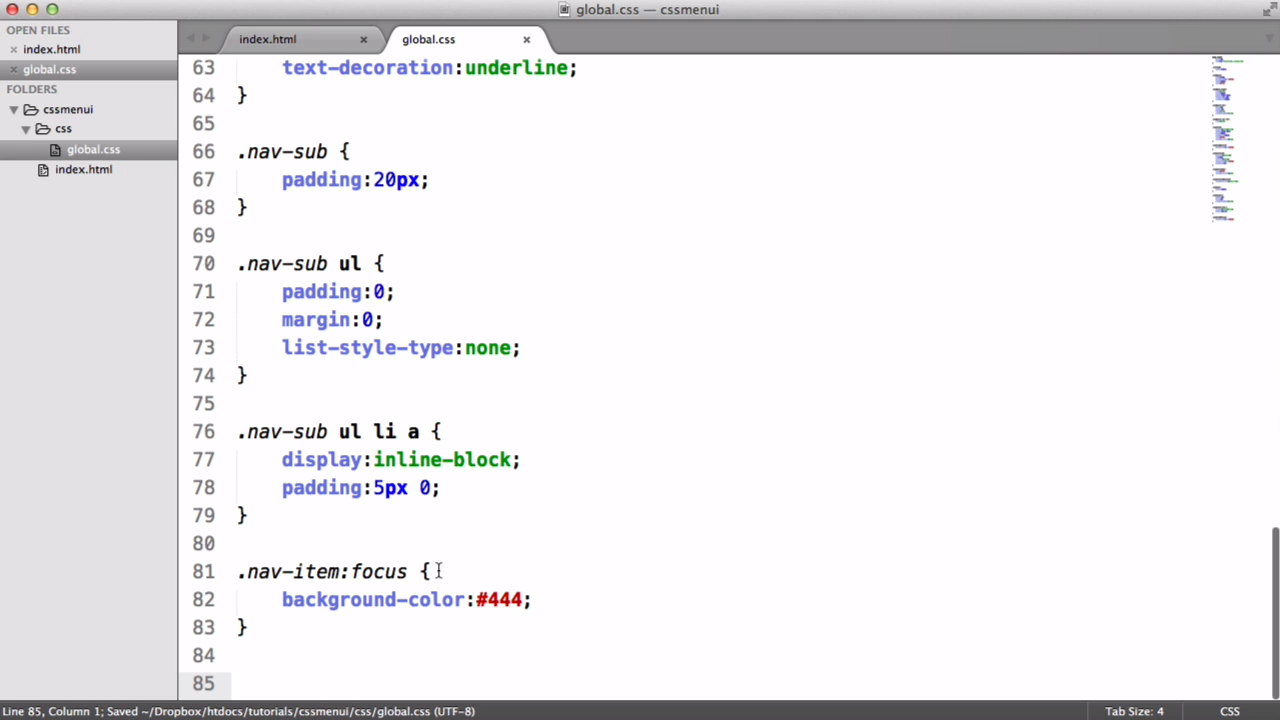 global.css — cssmenui
OPEN FILES
index.html
global.css
FOLDERS
cssmenui
css
global.css
index.html
index.html
global.css
63 text-decoration:underline;
64 }
65
66 .nav-sub {
67 padding:20px;
68 }
69
70 .nav-sub ul {
71 padding:0;
72 margin:0;
73 list-style-type:none;
74 }
75
76 .nav-sub ul li a {
77 display:inline-block;
78 padding:5px 0;
79 }
80
81 .nav-item:focus {
82 background-color:#444;
83 }
84
85
Line 85, Column 1; Saved ~/Dropbox/htdocs/tutorials/cssmenui/css/global.css (UTF-8)
Tab Size: 4
CSS